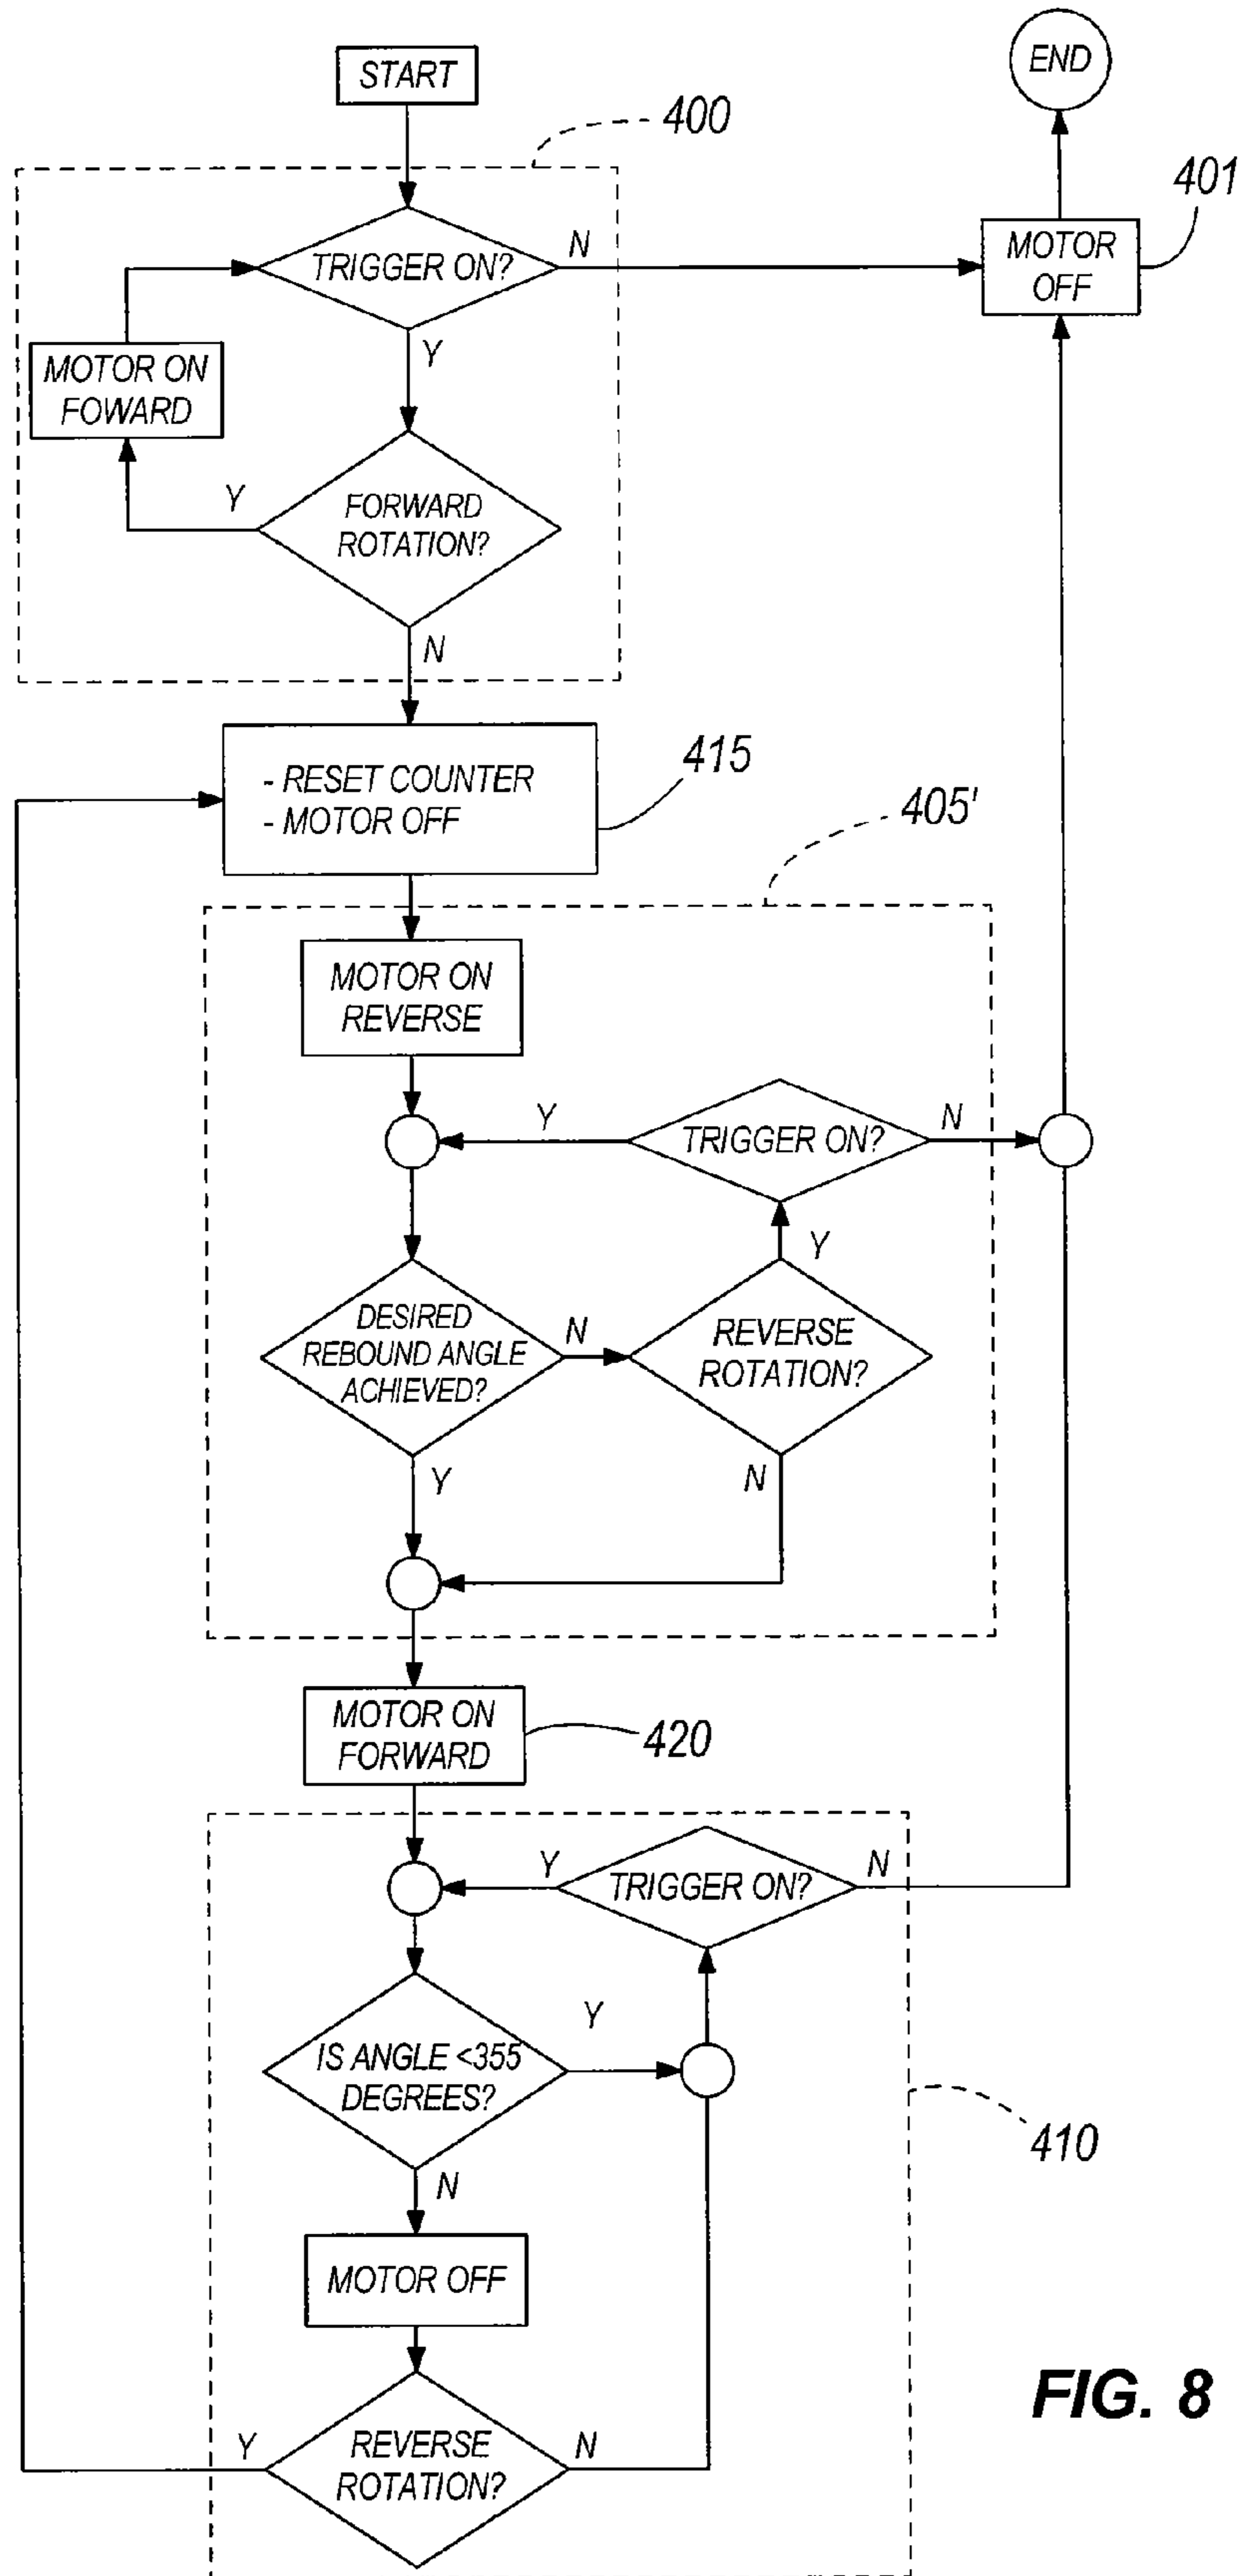 START
END
400
401
TRIGGER ON?
N
MOTOR
OFF
Y
MOTOR ON
FOWARD
Y
FORWARD
ROTATION?
N
- RESET COUNTER
- MOTOR OFF
415
405'
MOTOR ON
REVERSE
Y
TRIGGER ON?
N
Y
DESIRED
REBOUND ANGLE
ACHIEVED?
N
REVERSE
ROTATION?
Y
N
MOTOR ON
FORWARD
420
Y
TRIGGER ON?
N
Y
IS ANGLE <355
DEGREES?
410
N
MOTOR OFF
Y
REVERSE
ROTATION?
N
FIG. 8